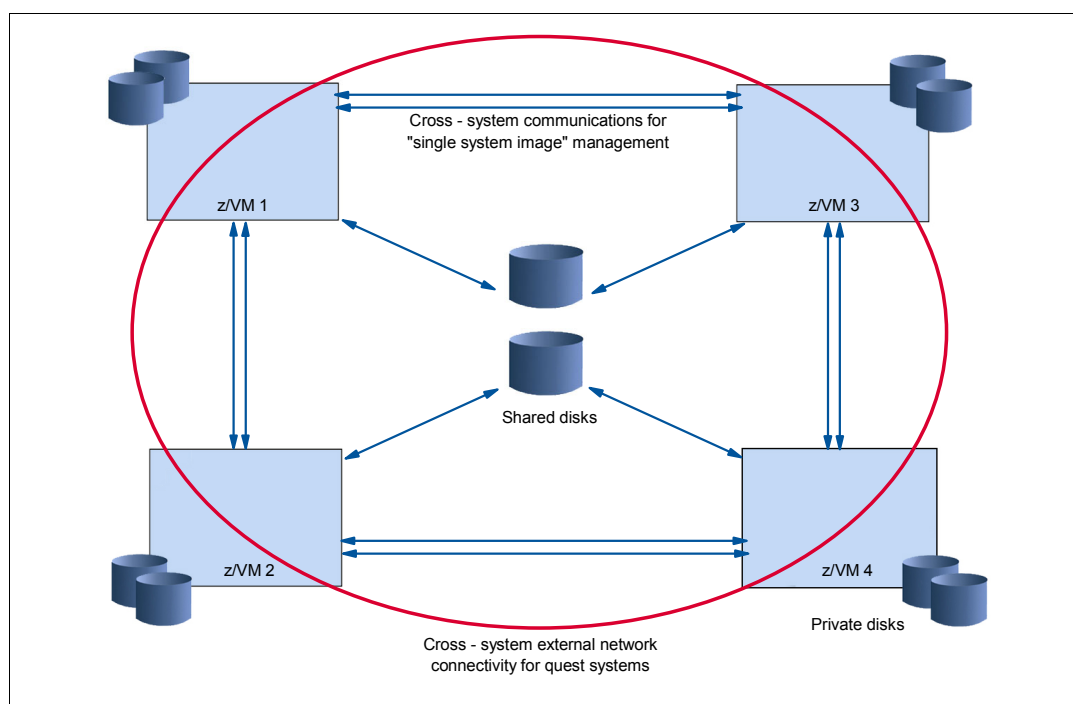 Cross - system communications for
"single system image" management
z/VM 1
z/VM 3
Shared disks
z/VM 2
z/VM 4
Private disks
Cross - system external network
connectivity for quest systems